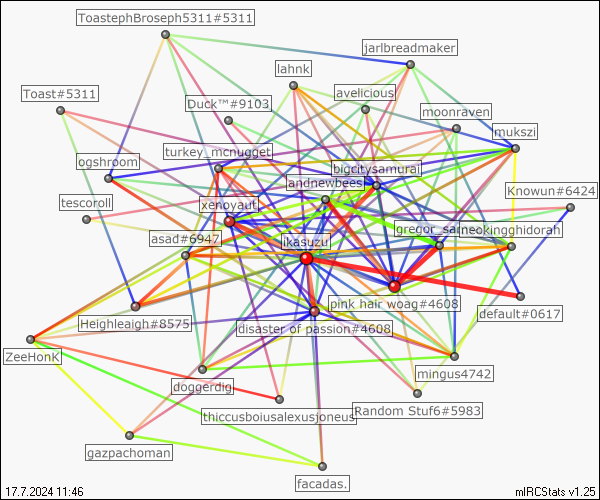 ToastephBroseph5311#5311
jarlbreadmaker
lahnk
Toast#5311
avelicious
Duck™#9103
moonraven
mukszi
turkey_mcnugget
ogshroom
bigcitysamurai
andnewbees
Knowun#6424
tescoroll
xenoyaut
gregor_sarneokingghidorah
asad#6947
ikasuzu
pink hair woag#4608
default#0617
Heighleaigh#8575
disaster of passion#4608
ZeeHonK
mingus4742
doggerdig
thiccusboiusalexusjoneus
Random Stuf6#5983
gazpachoman
facadas.
17.7.2024 11:46
mIRCStats v1.25